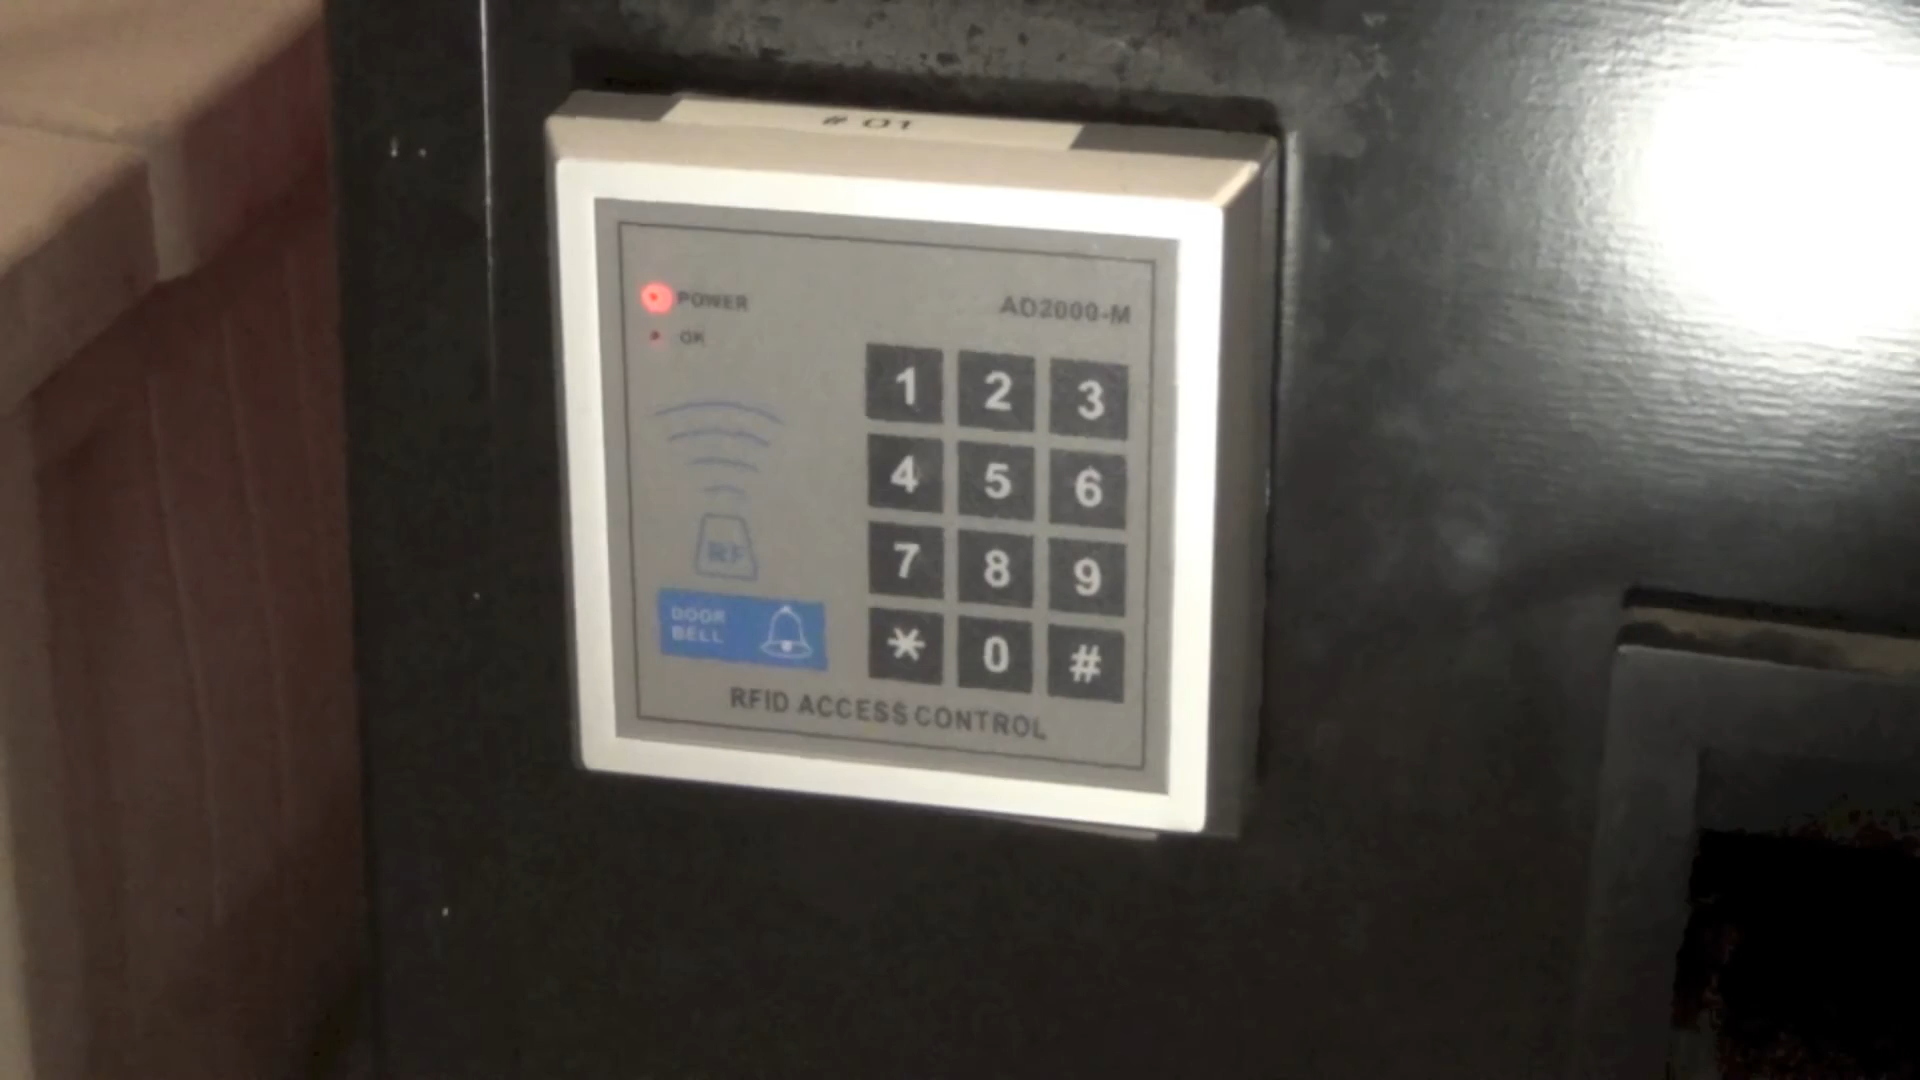 # 01
POWER
AD2000-M
OK
1 2 3
4 5 6
7 8 9
* 0 #
RF
DOOR
BELL
RFID ACCESS CONTROL